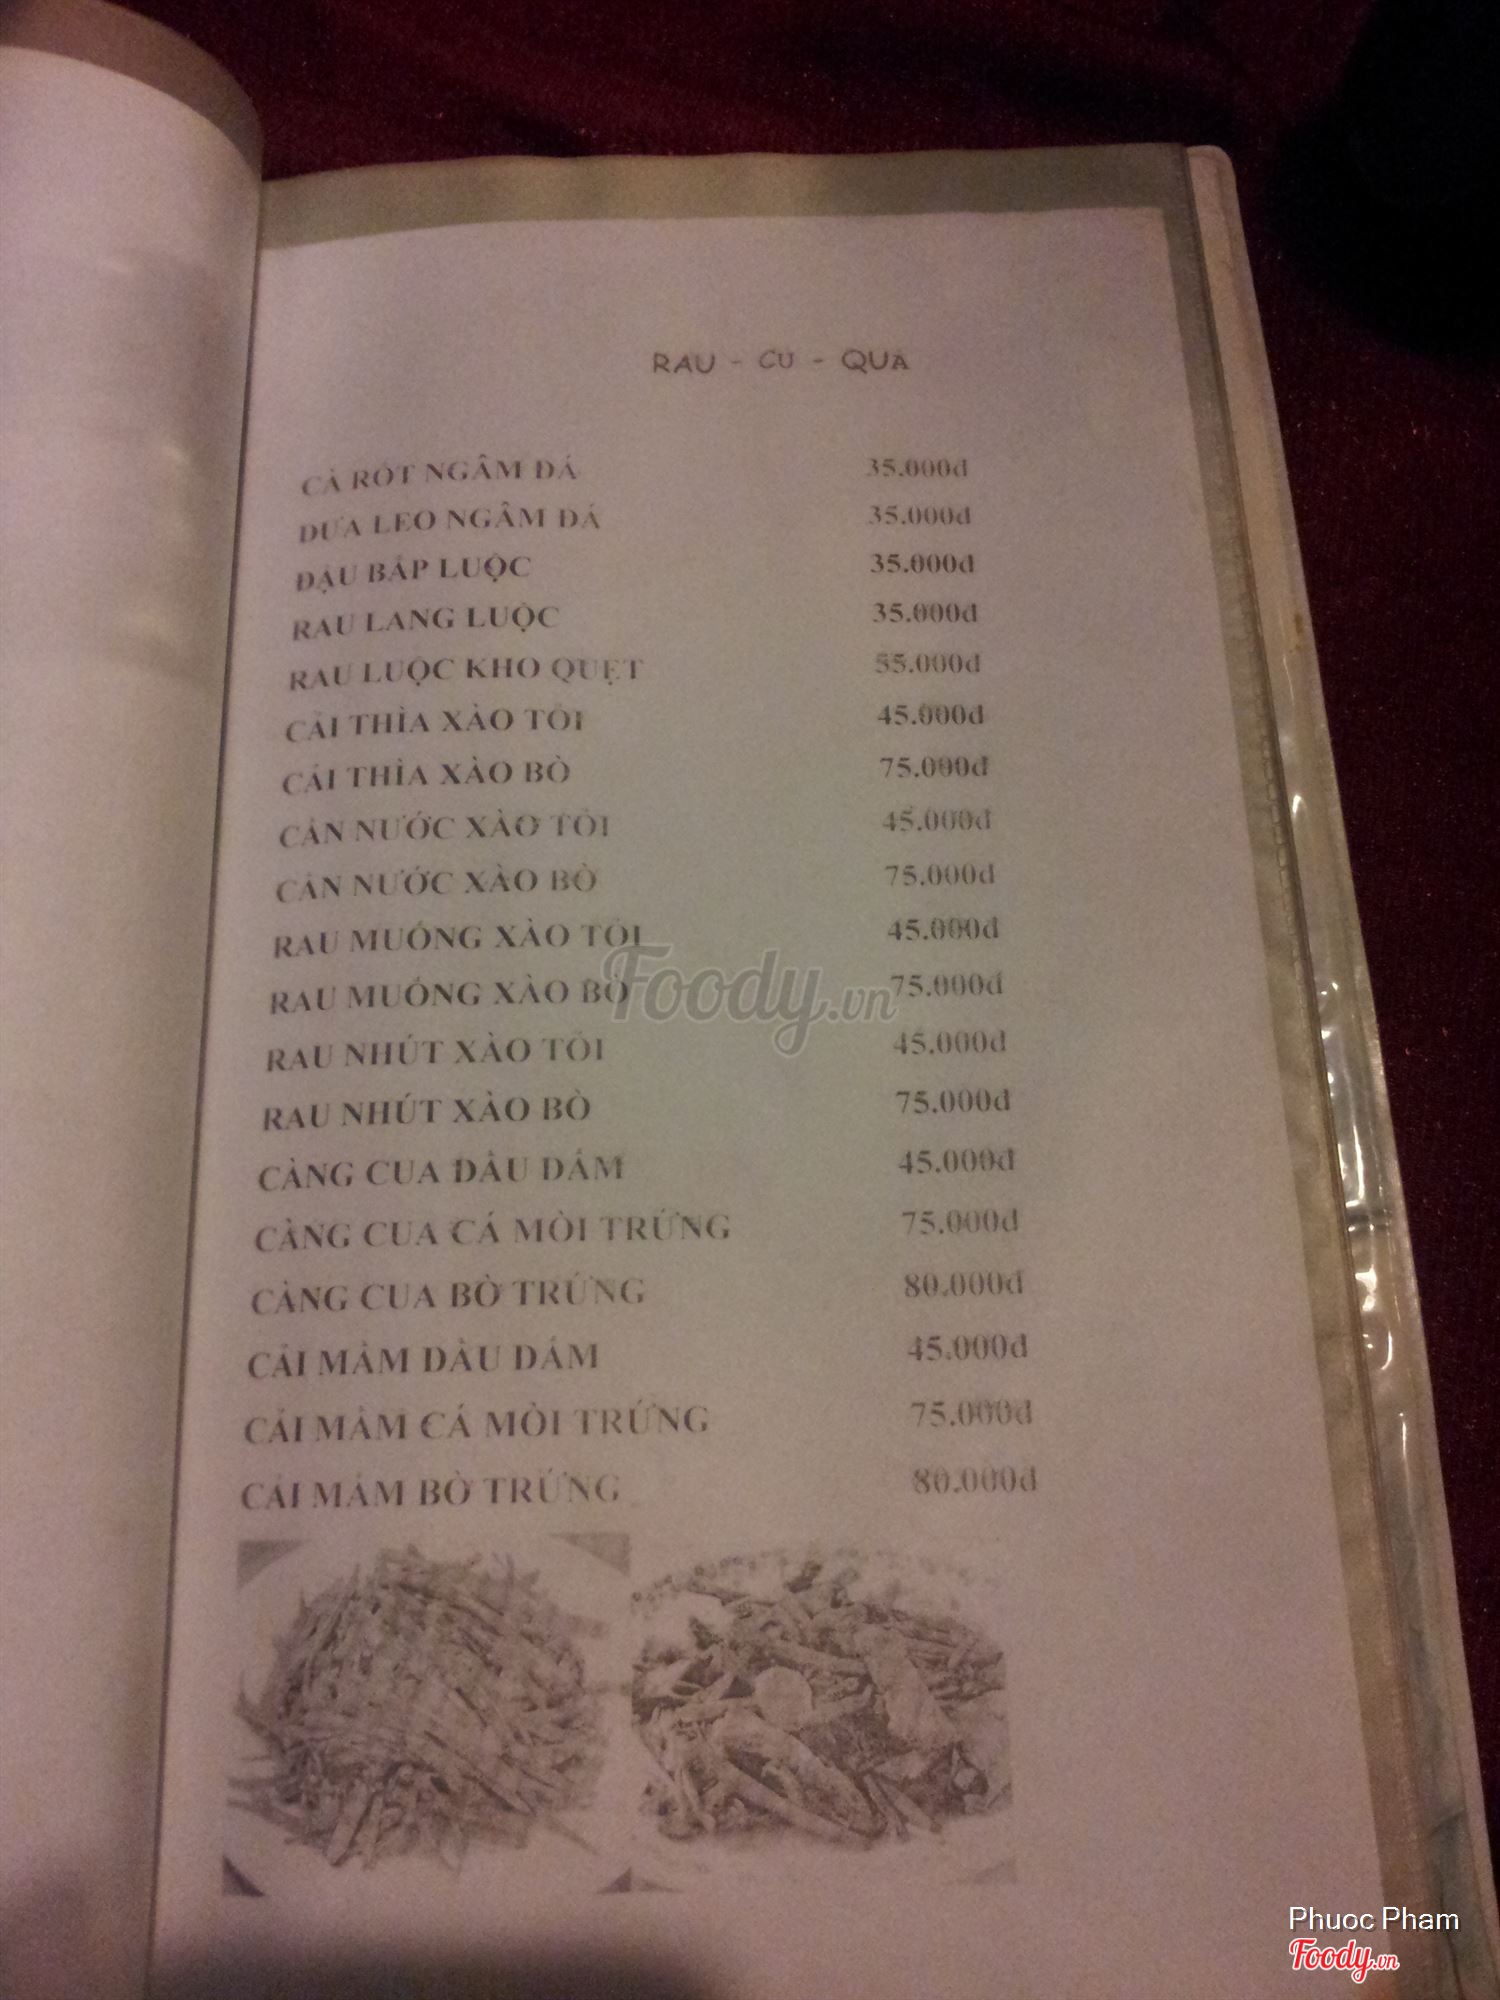 RAU - CỦ - QUẢ
CÀ RỐT NGÂM ĐÁ 35.000đ
DƯA LEO NGÂM ĐÁ 35.000đ
ĐẬU BẮP LUỘC 35.000đ
RAU LANG LUỘC 35.000đ
RAU LUỘC KHO QUẸT 55.000đ
CẢI THÌA XÀO TỎI 45.000đ
CẢI THÌA XÀO BÒ 75.000đ
CẦN NƯỚC XÀO TỎI 45.000đ
CẦN NƯỚC XÀO BÒ 75.000đ
RAU MUỐNG XÀO TỎI 45.000đ
RAU MUỐNG XÀO BÒ 75.000đ
RAU NHÚT XÀO TỎI 45.000đ
RAU NHÚT XÀO BÒ 75.000đ
CÀNG CUA DẦU DẤM 45.000đ
CÀNG CUA CÁ MÒI TRỨNG 75.000đ
CÀNG CUA BÒ TRỨNG 80.000đ
CẢI MẦM DẦU DẤM 45.000đ
CẢI MẦM CÁ MÒI TRỨNG 75.000đ
CẢI MẦM BÒ TRỨNG 80.000đ
Foody.vn
Phuoc Pham
Foody.vn